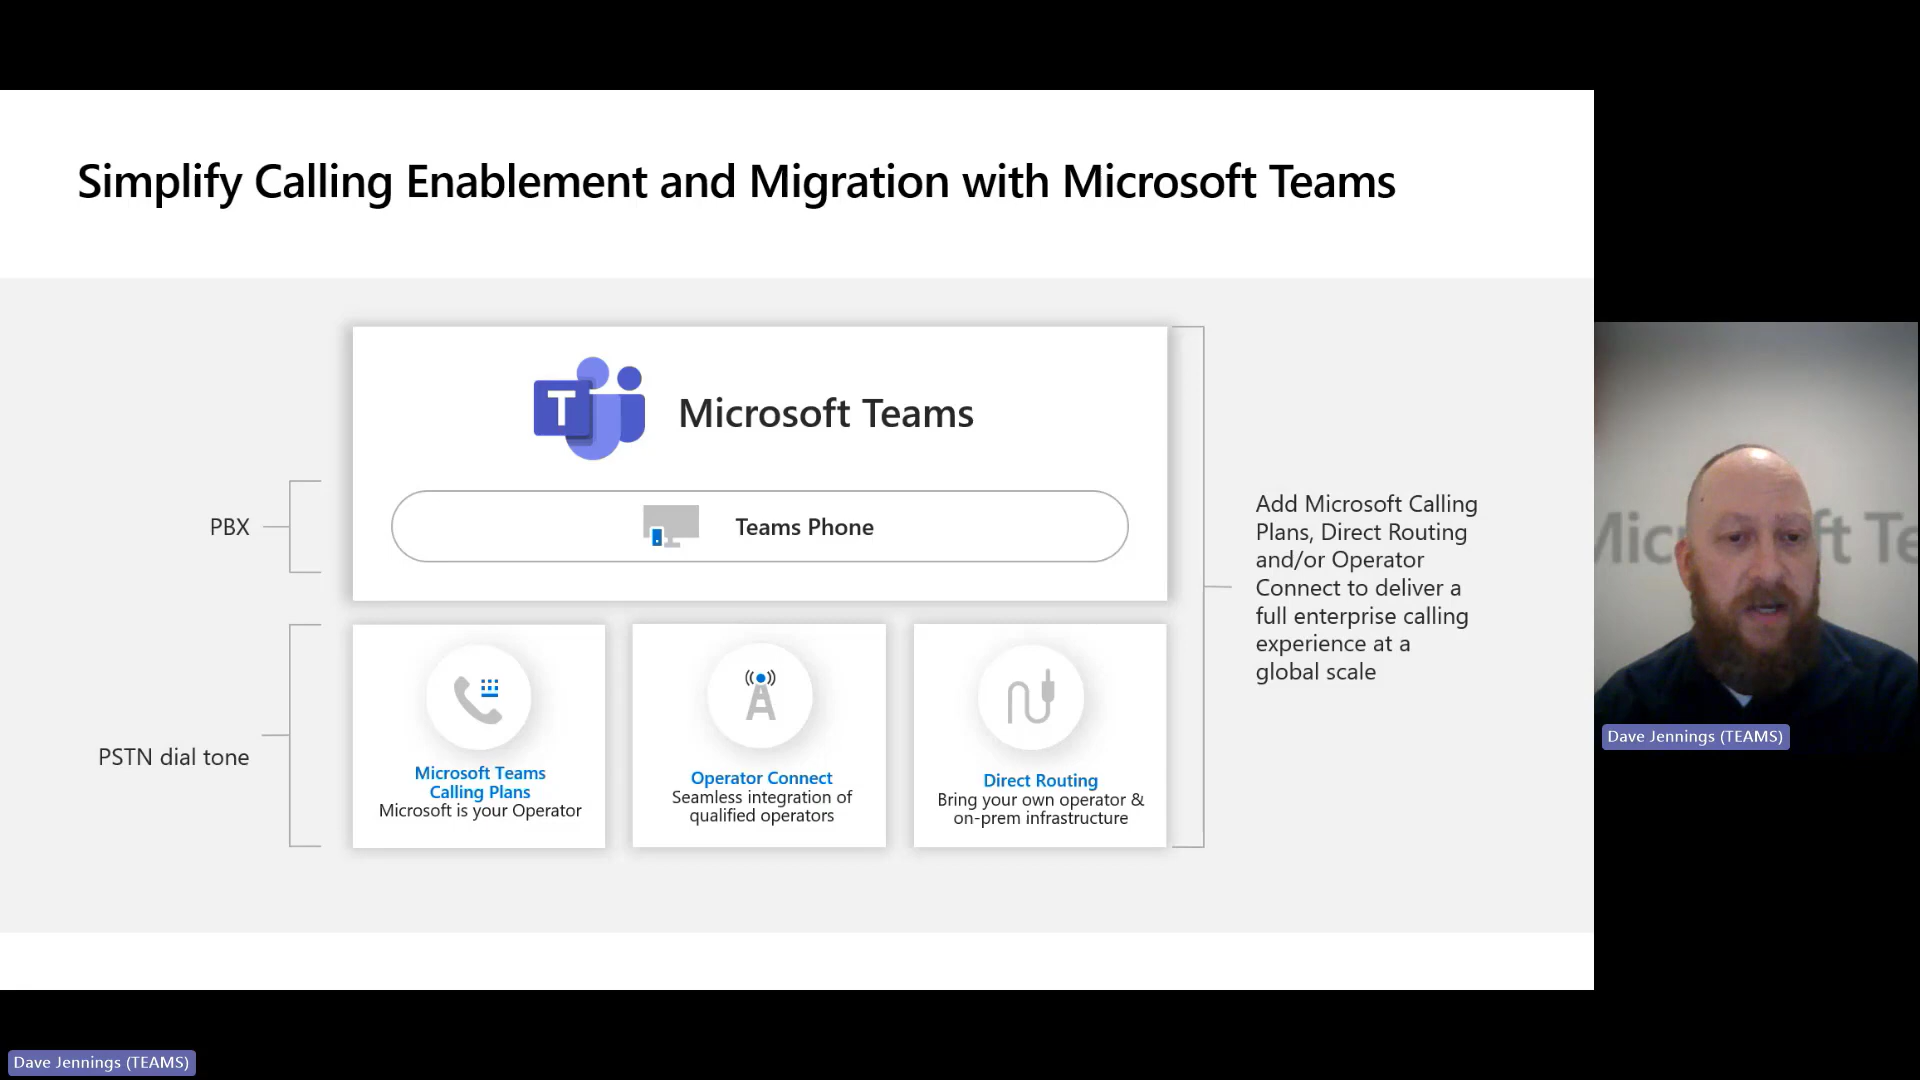 Simplify Calling Enablement and Migration with Microsoft Teams
T
Microsoft Teams
PBX
Teams Phone
Add Microsoft Calling
Plans, Direct Routing
and/or Operator
Connect to deliver a
full enterprise calling
experience at a
global scale
PSTN dial tone
Microsoft Teams
Calling Plans
Microsoft is your Operator
Operator Connect
Seamless integration of
qualified operators
Direct Routing
Bring your own operator &
on-prem infrastructure
Dave Jennings (TEAMS)
Dave Jennings (TEAMS)